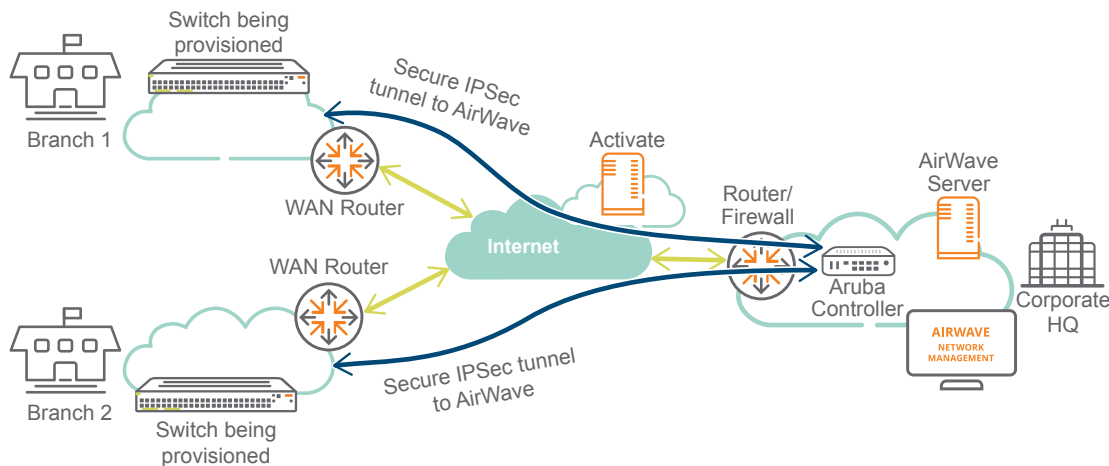 Switch being
provisioned
Branch 1
Secure IPSec
tunnel to AirWave
WAN Router
Activate
Internet
Router/
Firewall
AirWave
Server
Aruba
Controller
Corporate
HQ
AIRWAVE
NETWORK
MANAGEMENT
WAN Router
Branch 2
Secure IPSec tunnel
to AirWave
Switch being
provisioned